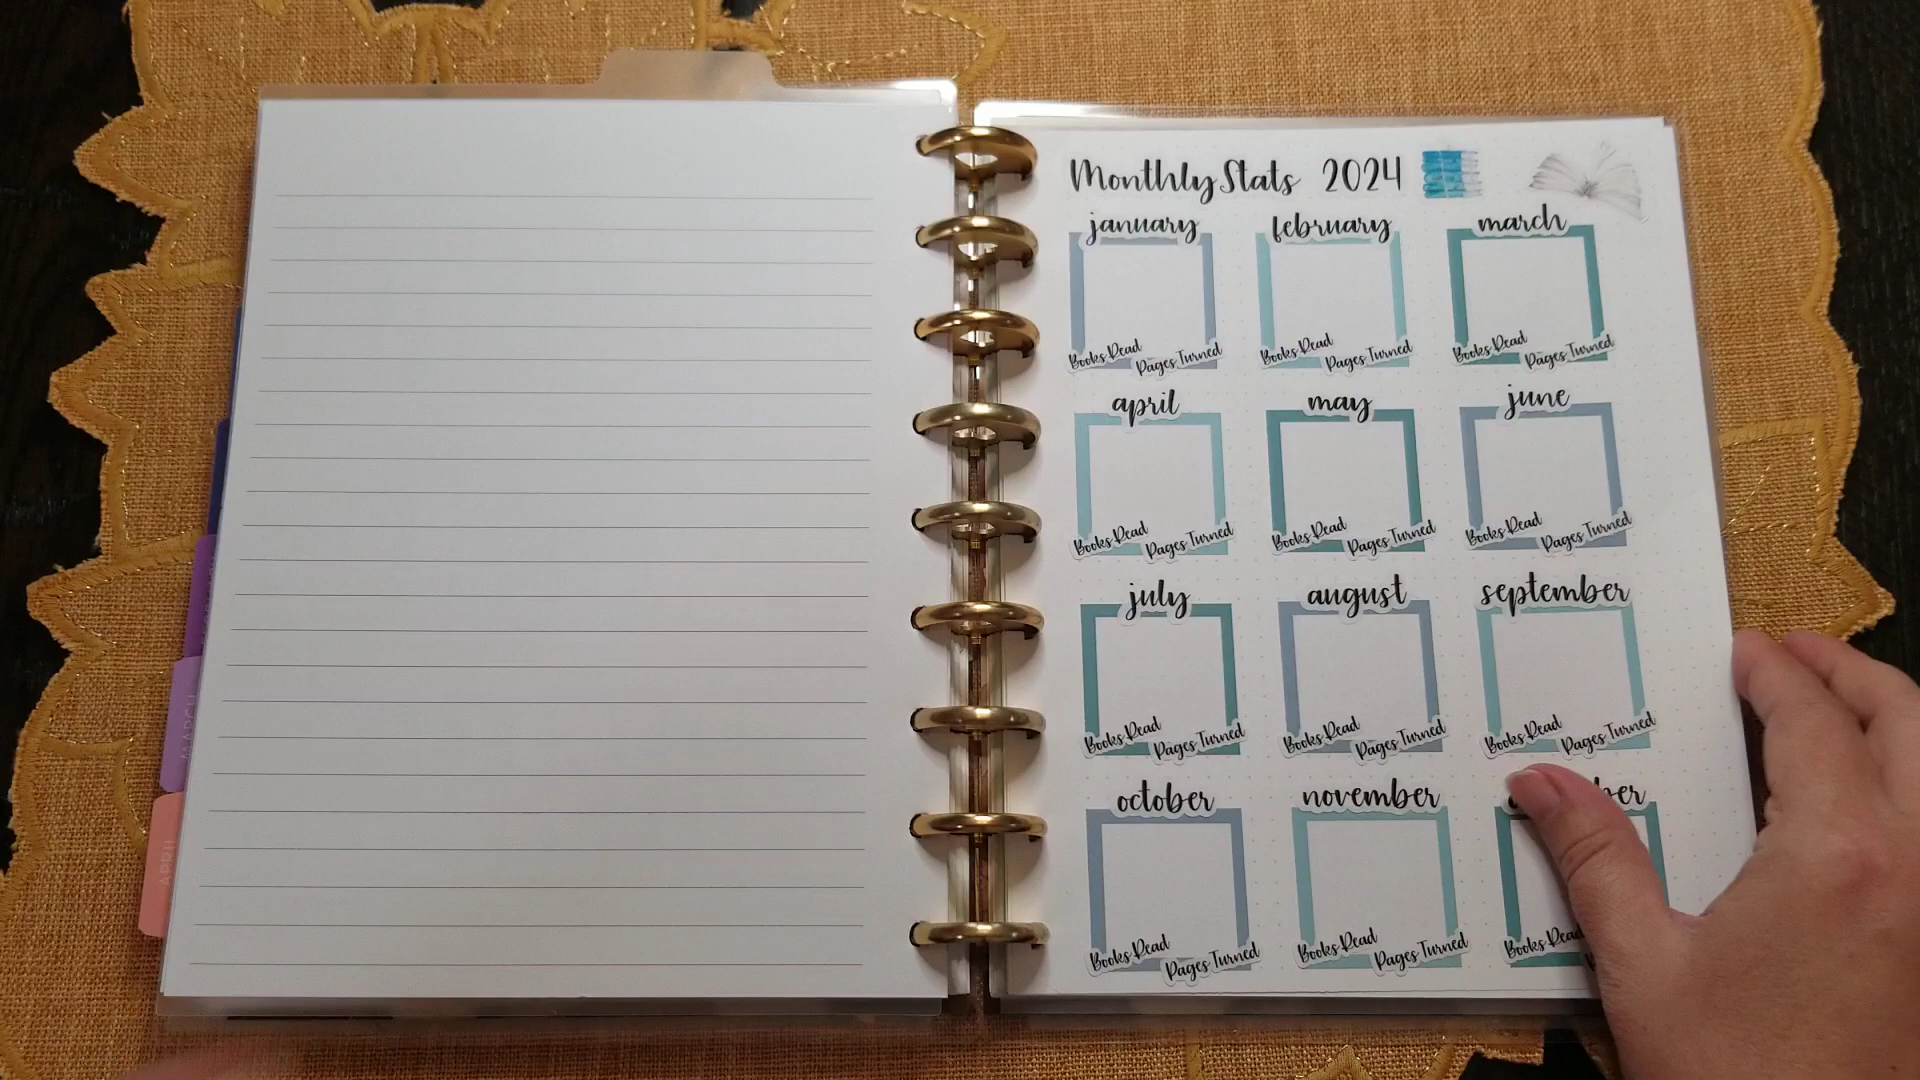 Monthly Stats 2024
january february march
Books Read Pages Turned Books Read Pages Turned Books Read Pages Turned
april may june
Books Read Pages Turned Books Read Pages Turned Books Read Pages Turned
july august september
Books Read Pages Turned Books Read Pages Turned Books Read Pages Turned
october november
Books Read Pages Turned Books Read Pages Turned Books Read
MARCH
APRIL